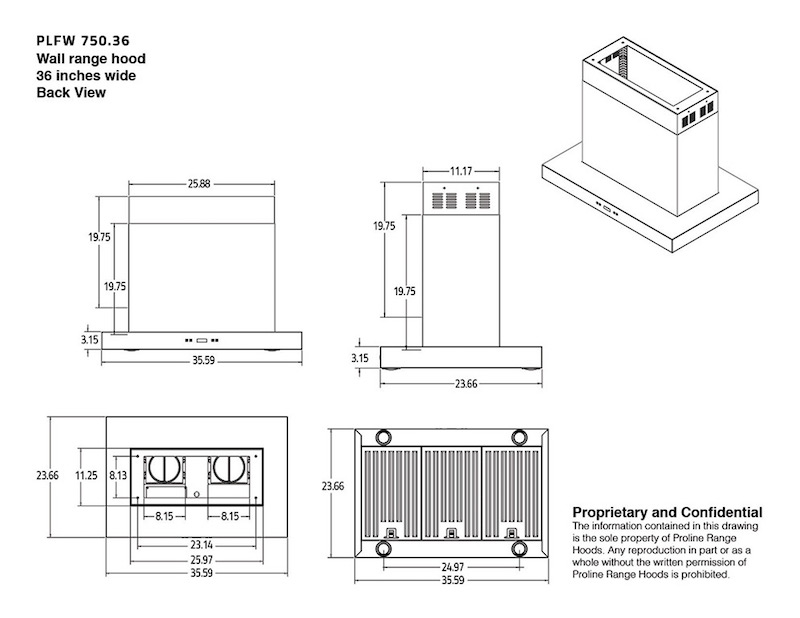 PLFW 750.36
Wall range hood
36 inches wide
Back View
25.88
19.75
19.75
3.15
35.59
11.17
19.75
19.75
3.15
23.66
23.66
11.25
8.13
8.15
8.15
23.14
25.97
35.59
23.66
24.97
35.59
Proprietary and Confidential
The information contained in this drawing
is the sole property of Proline Range
Hoods. Any reproduction in part or as a
whole without the written permission of
Proline Range Hoods is prohibited.